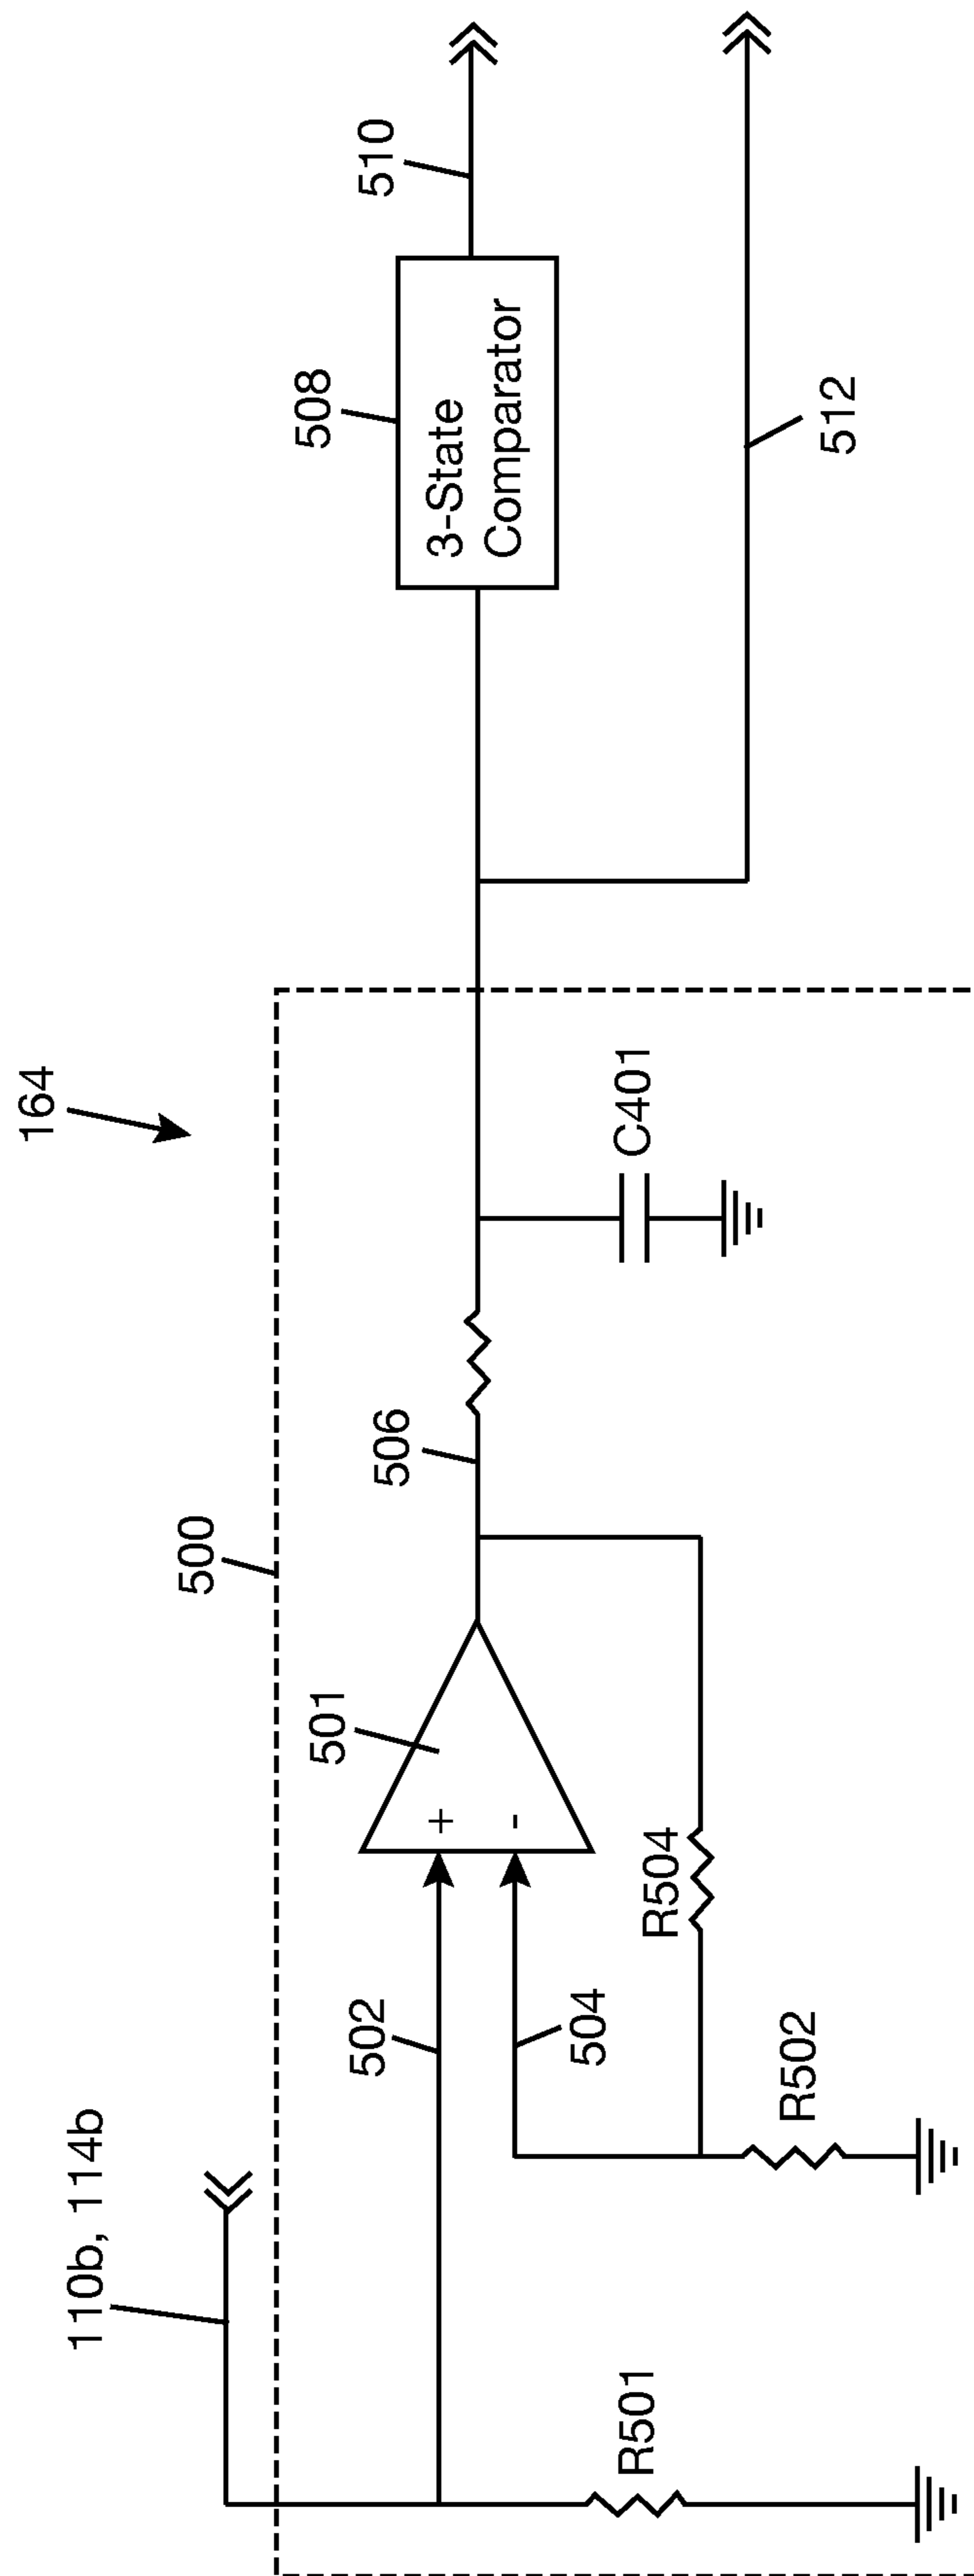 164
110b, 114b
500
502
501
506
508
510
+
-
3-State
Comparator
504
R504
C401
R501
R502
512